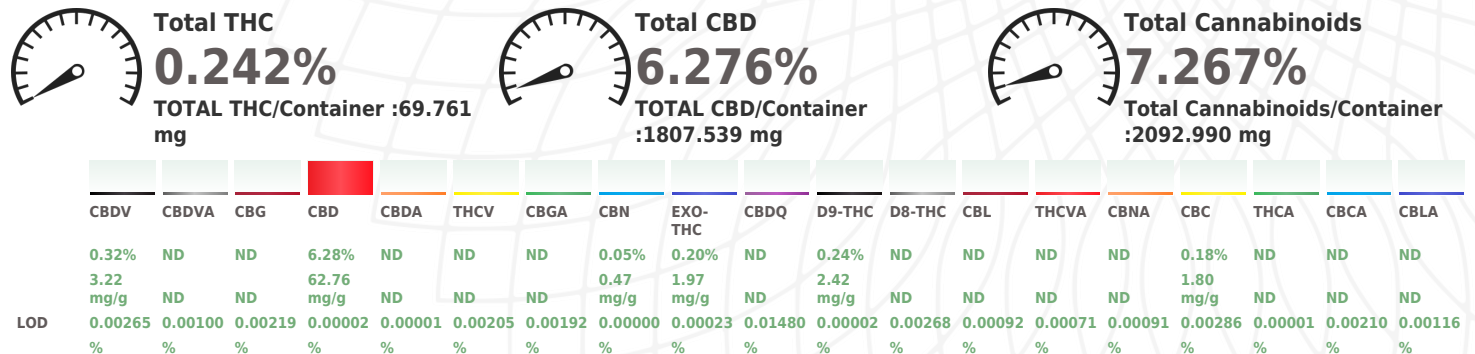 Total THC
0.242%
TOTAL THC/Container :69.761
mg
Total CBD
6.276%
TOTAL CBD/Container
:1807.539 mg
Total Cannabinoids
7.267%
Total Cannabinoids/Container
:2092.990 mg
CBDV CBDVA CBG CBD CBDA THCV CBGA CBN EXO- CBDQ D9-THC D8-THC CBL THCVA CBNA CBC THCA CBCA CBLA
THC
0.32% ND ND 6.28% ND ND ND 0.05% 0.20% ND 0.24% ND ND ND ND 0.18% ND ND ND
3.22 62.76 0.47 1.97 2.42 1.80
mg/g ND ND mg/g ND ND ND mg/g mg/g ND mg/g ND ND ND ND mg/g ND ND ND
LOD 0.00265 0.00100 0.00219 0.00002 0.00001 0.00205 0.00192 0.00000 0.00023 0.01480 0.00002 0.00268 0.00092 0.00071 0.00091 0.00286 0.00001 0.00210 0.00116
% % % % % % % % % % % % % % % % % % %